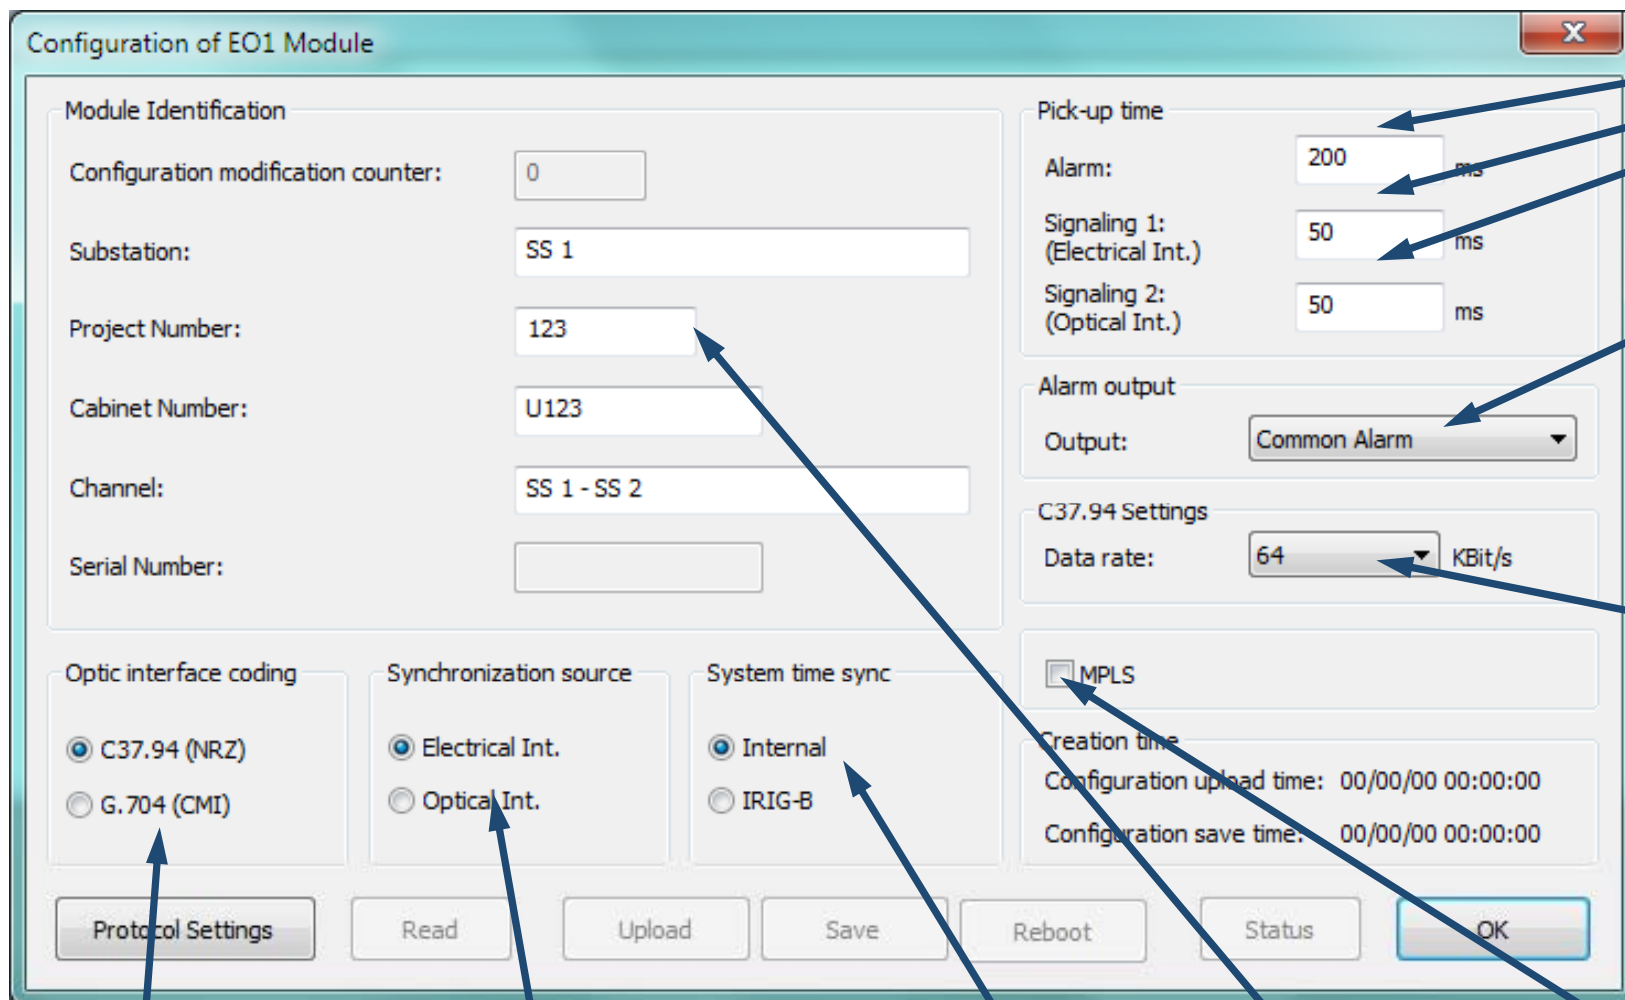 Configuration of EO1 Module
Module Identification
Configuration modification counter: 0
Substation: SS 1
Project Number: 123
Cabinet Number: U123
Channel: SS 1 - SS 2
Serial Number:
Pick-up time
Alarm: 200 ms
Signaling 1:
(Electrical Int.) 50 ms
Signaling 2:
(Optical Int.) 50 ms
Alarm output
Output: Common Alarm
C37.94 Settings
Data rate: 64 KBit/s
MPLS
Optic interface coding
C37.94 (NRZ)
G.704 (CMI)
Synchronization source
Electrical Int.
Optical Int.
System time sync
Internal
IRIG-B
Creation time
Configuration upload time: 00/00/00 00:00:00
Configuration save time: 00/00/00 00:00:00
Protocol Settings Read Upload Save Reboot Status OK